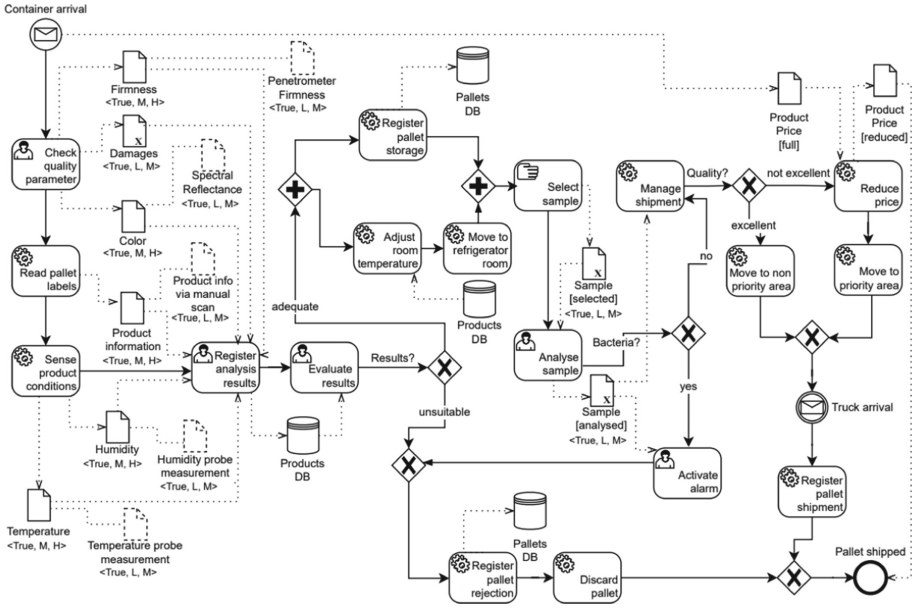 Container arrival
Firmness
<True, M, H>
Penetrometer
Firmness
<True, L, M>
Pallets
DB
Product
Price
[full]
Product
Price
[reduced]
Check
quality
parameter
x
Damages
<True, L, M>
Spectral
Reflectance
<True, L, M>
Register
pallet
storage
Select
sample
Manage
shipment
Quality?
not excellent
Reduce
price
excellent
Color
<True, M, H>
Read pallet
labels
Product info
via manual
scan
<True, L, M>
Adjust
room
temperature
Move to
refrigerator
room
x
Sample
[selected]
<True, L, M>
no
Move to non
priority area
Move to
priority area
Product
information
<True, M, H>
adequate
Products
DB
Sense
product
conditions
Register
analysis
results
Evaluate
results
Results?
Analyse
sample
Bacteria?
yes
unsuitable
x
Sample
[analysed]
<True, L, M>
Truck arrival
Humidity
<True, M, H>
Humidity probe
measurement
<True, L, M>
Products
DB
Activate
alarm
Register
pallet
shipment
Temperature
<True, M, H>
Temperature probe
measurement
<True, L, M>
Pallets
DB
Register
pallet
rejection
Discard
pallet
Pallet shipped